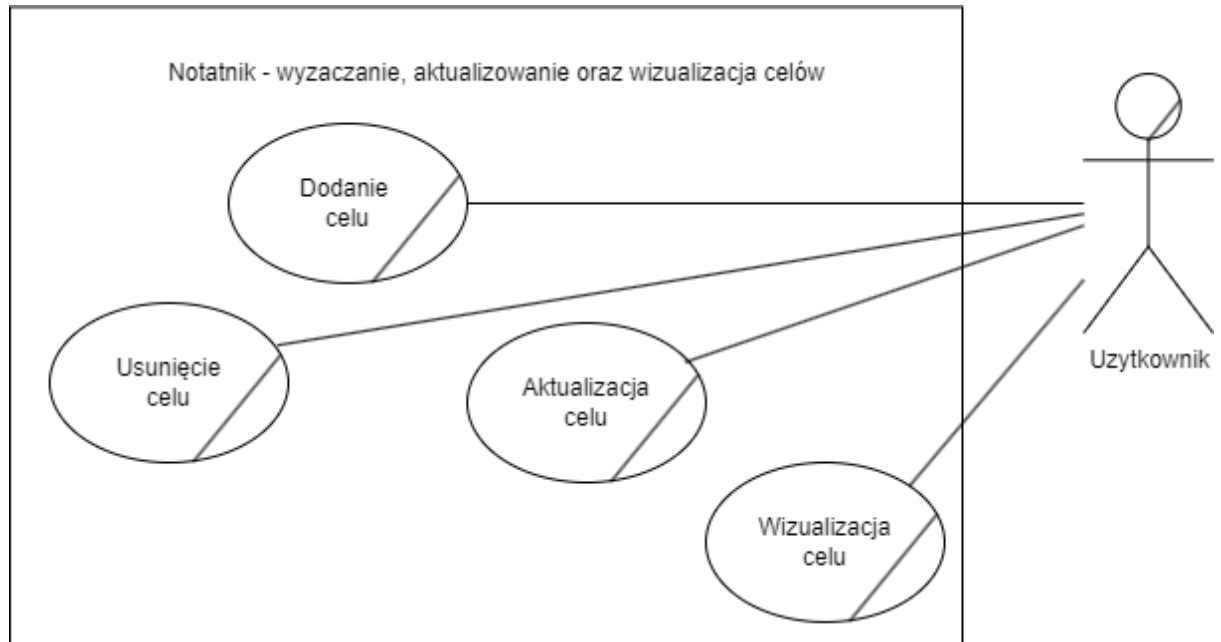 Notatnik - wyzaczanie, aktualizowanie oraz wizualizacja celów
Dodanie
celu
Usunięcie
celu
Aktualizacja
celu
Wizualizacja
celu
Uzytkownik